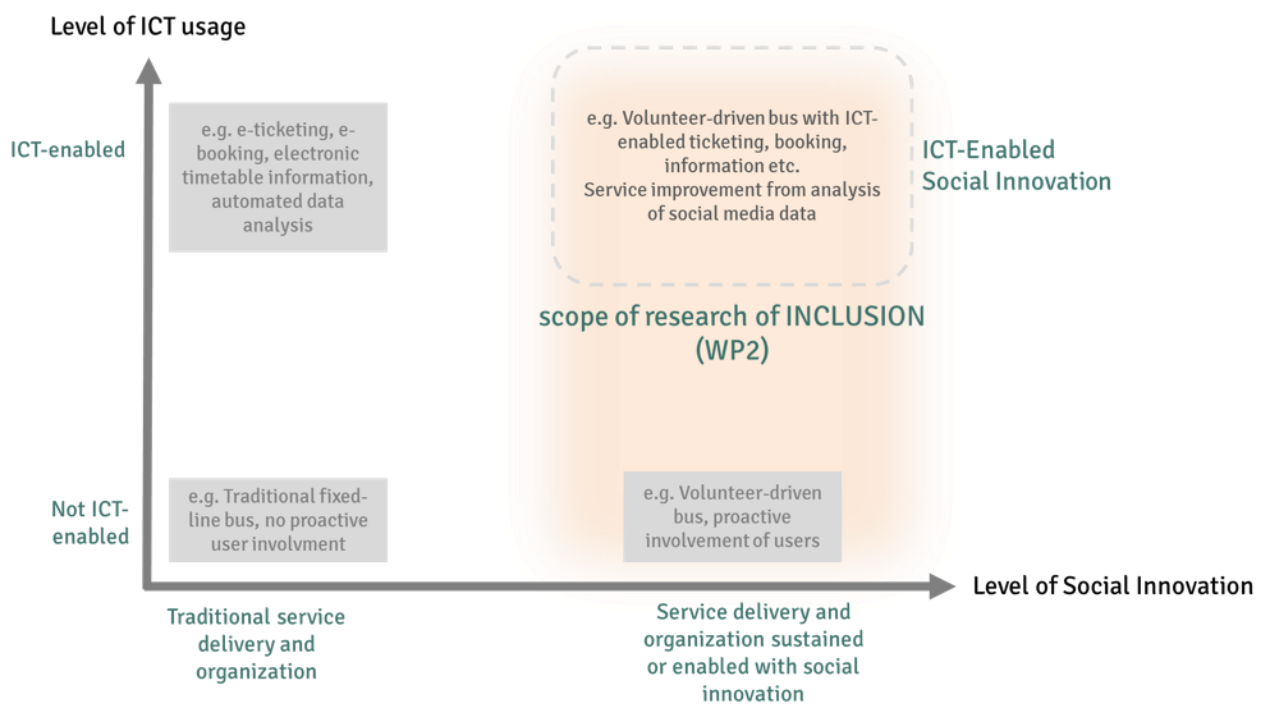 Level of ICT usage
ICT-enabled
e.g. e-ticketing, e-
booking, electronic
timetable information,
automated data
analysis
e.g. Volunteer-driven bus with ICT-
enabled ticketing, booking,
information etc.
Service improvement from analysis
of social media data
ICT-Enabled
Social Innovation
scope of research of INCLUSION
(WP2)
Not ICT-
enabled
e.g. Traditional fixed-
line bus, no proactive
user involvment
e.g. Volunteer-driven
bus, proactive
involvement of users
Level of Social Innovation
Traditional service
delivery and
organization
Service delivery and
organization sustained
or enabled with social
innovation